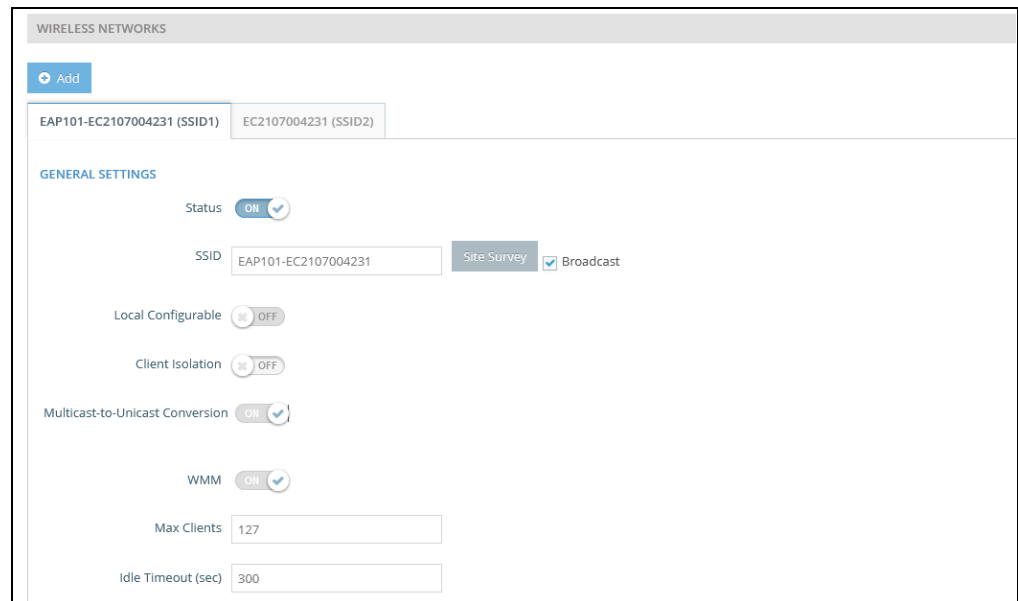 WIRELESS NETWORKS
Add
EAP101-EC2107004231 (SSID1) EC2107004231 (SSID2)
GENERAL SETTINGS
Status ON
SSID EAP101-EC2107004231 Site Survey Broadcast
Local Configurable OFF
Client Isolation OFF
Multicast-to-Unicast Conversion ON
WMM ON
Max Clients 127
Idle Timeout (sec) 300